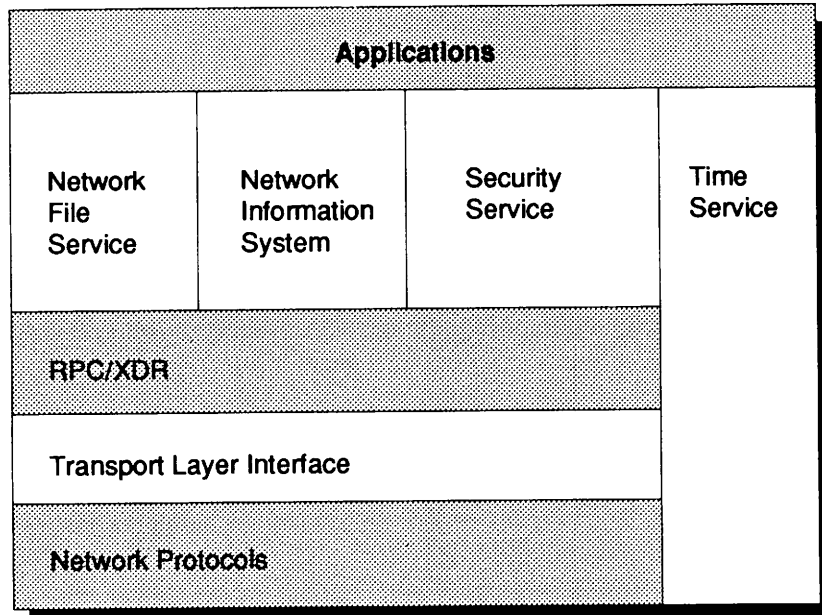 Applications
Network
File
Service
Network
Information
System
Security
Service
Time
Service
RPC/XDR
Transport Layer Interface
Network Protocols